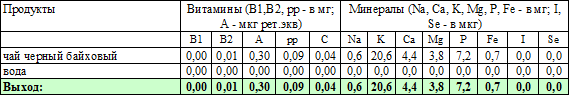 Продукты Витамины (B1,B2, pp - в мг; Минералы (Na, Ca, K, Mg, P, Fe - в мг; I,
А - мкг рет.экв) Se - в мкг)
B1 B2 A pp C Na K Ca Mg P Fe I Se
чай черный байховый 0,00 0,01 0,30 0,09 0,04 0,6 20,6 4,4 3,8 7,2 0,7 0,0 0,0
вода 0,00 0,00 0,00 0,00 0,00 0,0 0,0 0,0 0,0 0,0 0,0 0,0 0,0
Выход: 0,00 0,01 0,30 0,09 0,04 0,6 20,6 4,4 3,8 7,2 0,7 0,0 0,0